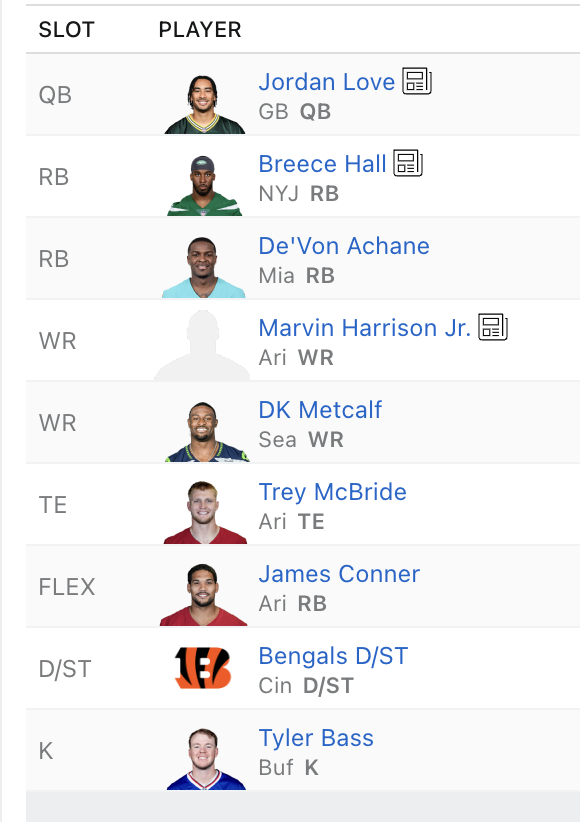 SLOT PLAYER
QB Jordan Love
GB QB
RB Breece Hall
NYJ RB
RB De'Von Achane
Mia RB
WR Marvin Harrison Jr.
Ari WR
WR DK Metcalf
Sea WR
TE Trey McBride
Ari TE
FLEX James Conner
Ari RB
D/ST Bengals D/ST
Cin D/ST
K Tyler Bass
Buf K